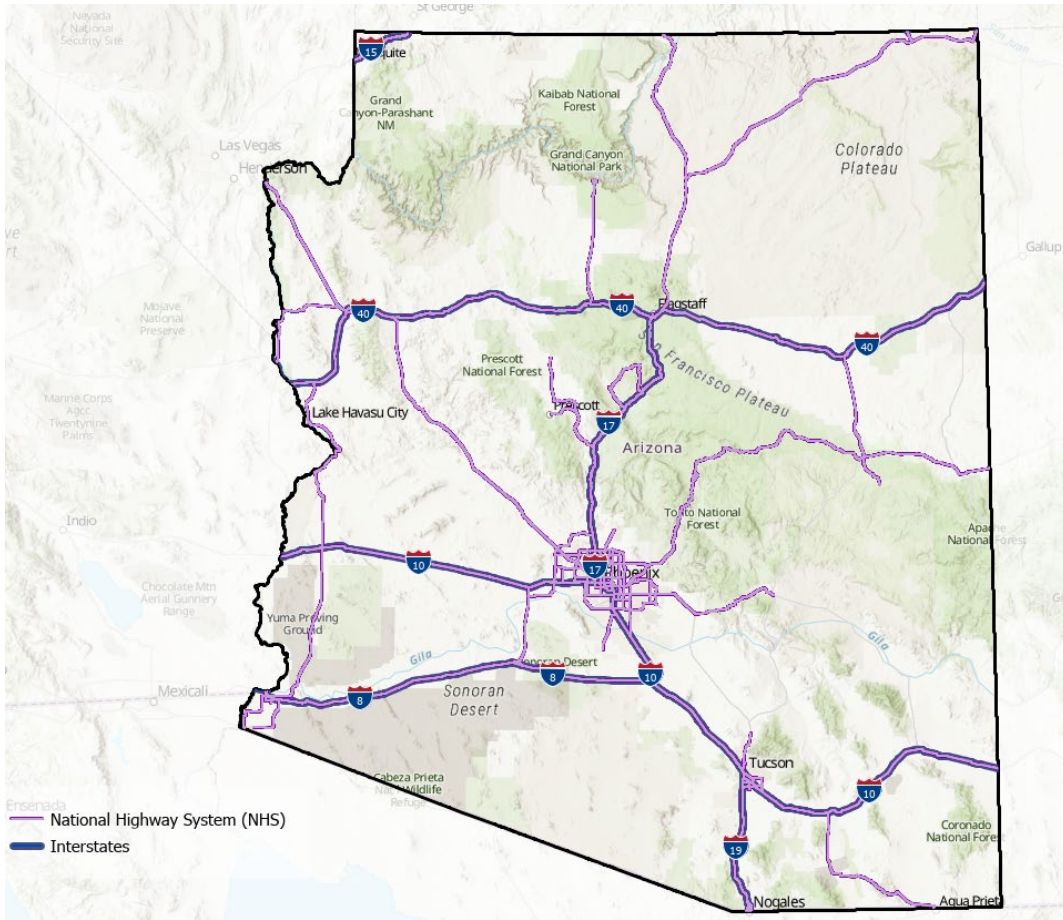 St George
Nevada
National
Security Site
15
quite
San Juan
Kaibab National
Forest
Grand
Canyon-Parashant
NM
Las Vegas
Henderson
Grand Canyon
National Park
Colorado
Plateau
Gallup
Mojave
National
Preserve
40
40
Flagstaff
40
San Francisco Plateau
Prescott
National Forest
Marine Corps
Agcc
Twentynine
Palms
Lake Havasu City
Prescott
17
Arizona
Indio
Tonto National
Forest
Apache
National Forest
10
17
Phoenix
Chocolate Mtn
Aerial Gunnery
Range
Yuma Proving
Ground
Gila
Gila
Sonoran Desert
Mexicali
8
8
10
Sonoran
Desert
Tucson
Cabeza Prieta
Nat'l Wildlife
Refuge
10
Ensenada
National Highway System (NHS)
Coronado
National Forest
Interstates
19
Nogales
Agua Prieta